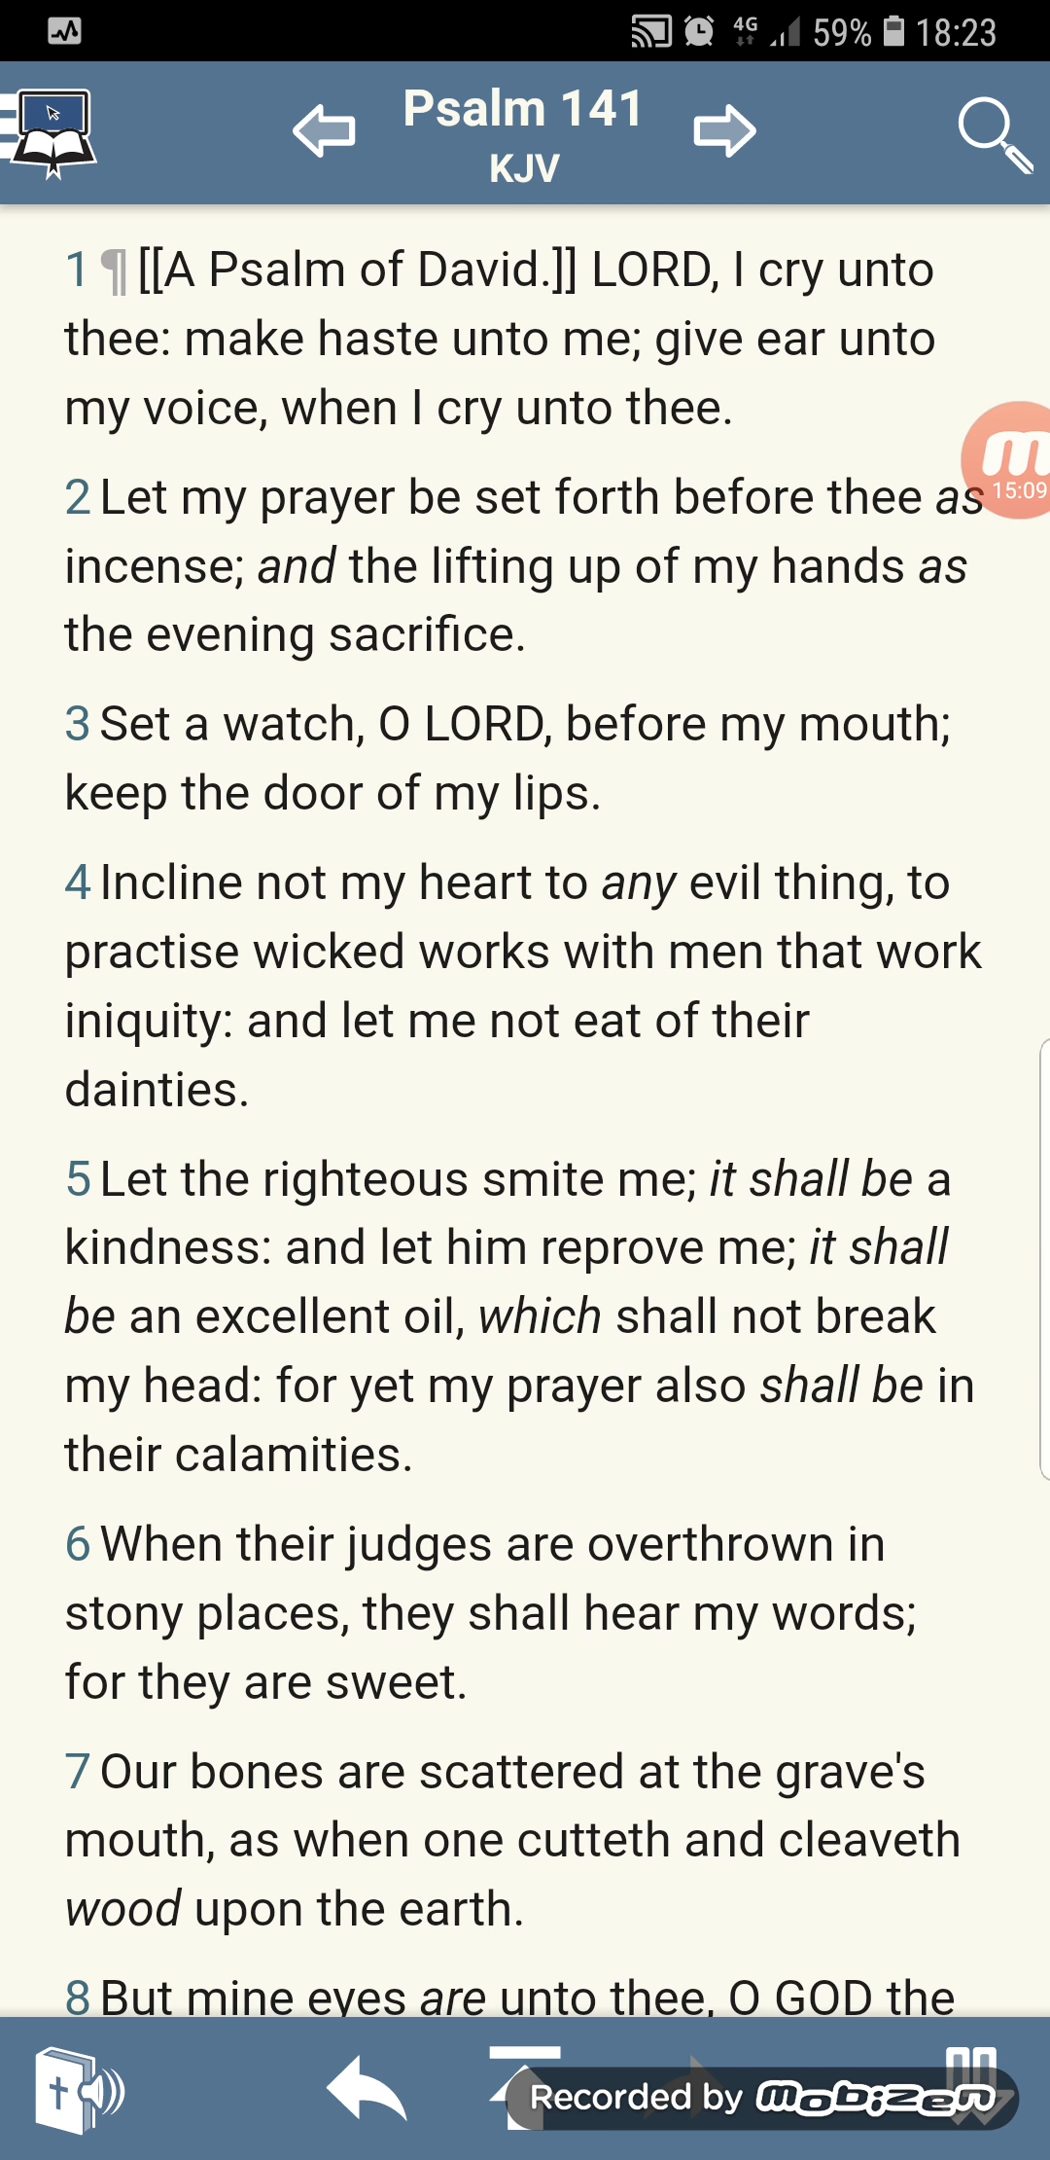 4G 59% 18:23
Psalm 141
KJV
1 ¶ [[A Psalm of David.]] LORD, I cry unto
thee: make haste unto me; give ear unto
my voice, when I cry unto thee.
m
15:09
2 Let my prayer be set forth before thee as
incense; and the lifting up of my hands as
the evening sacrifice.
3 Set a watch, O LORD, before my mouth;
keep the door of my lips.
4 Incline not my heart to any evil thing, to
practise wicked works with men that work
iniquity: and let me not eat of their
dainties.
5 Let the righteous smite me; it shall be a
kindness: and let him reprove me; it shall
be an excellent oil, which shall not break
my head: for yet my prayer also shall be in
their calamities.
6 When their judges are overthrown in
stony places, they shall hear my words;
for they are sweet.
7 Our bones are scattered at the grave's
mouth, as when one cutteth and cleaveth
wood upon the earth.
8 But mine eyes are unto thee, O GOD the
Recorded by mobizen